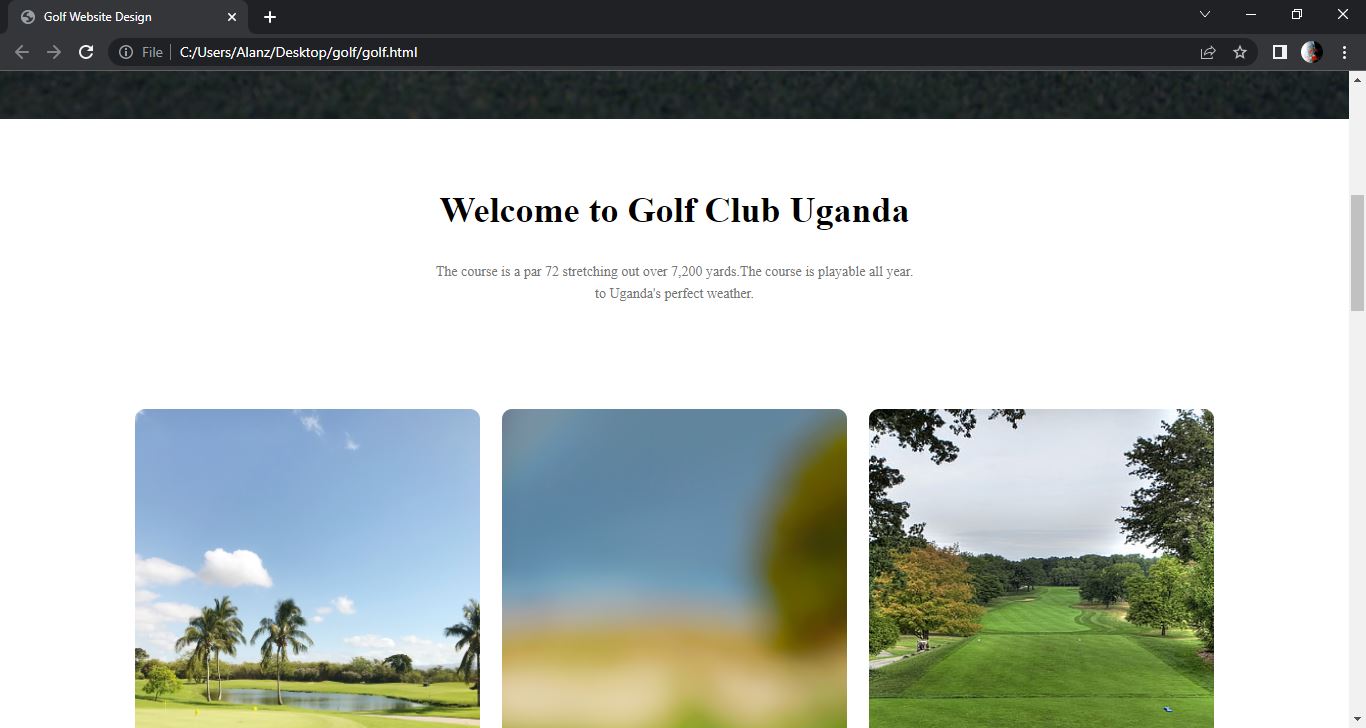 Golf Website Design
File
C:/Users/Alanz/Desktop/golf/golf.html
Welcome to Golf Club Uganda
The course is a par 72 stretching out over 7,200 yards.The course is playable all year.
to Uganda's perfect weather.